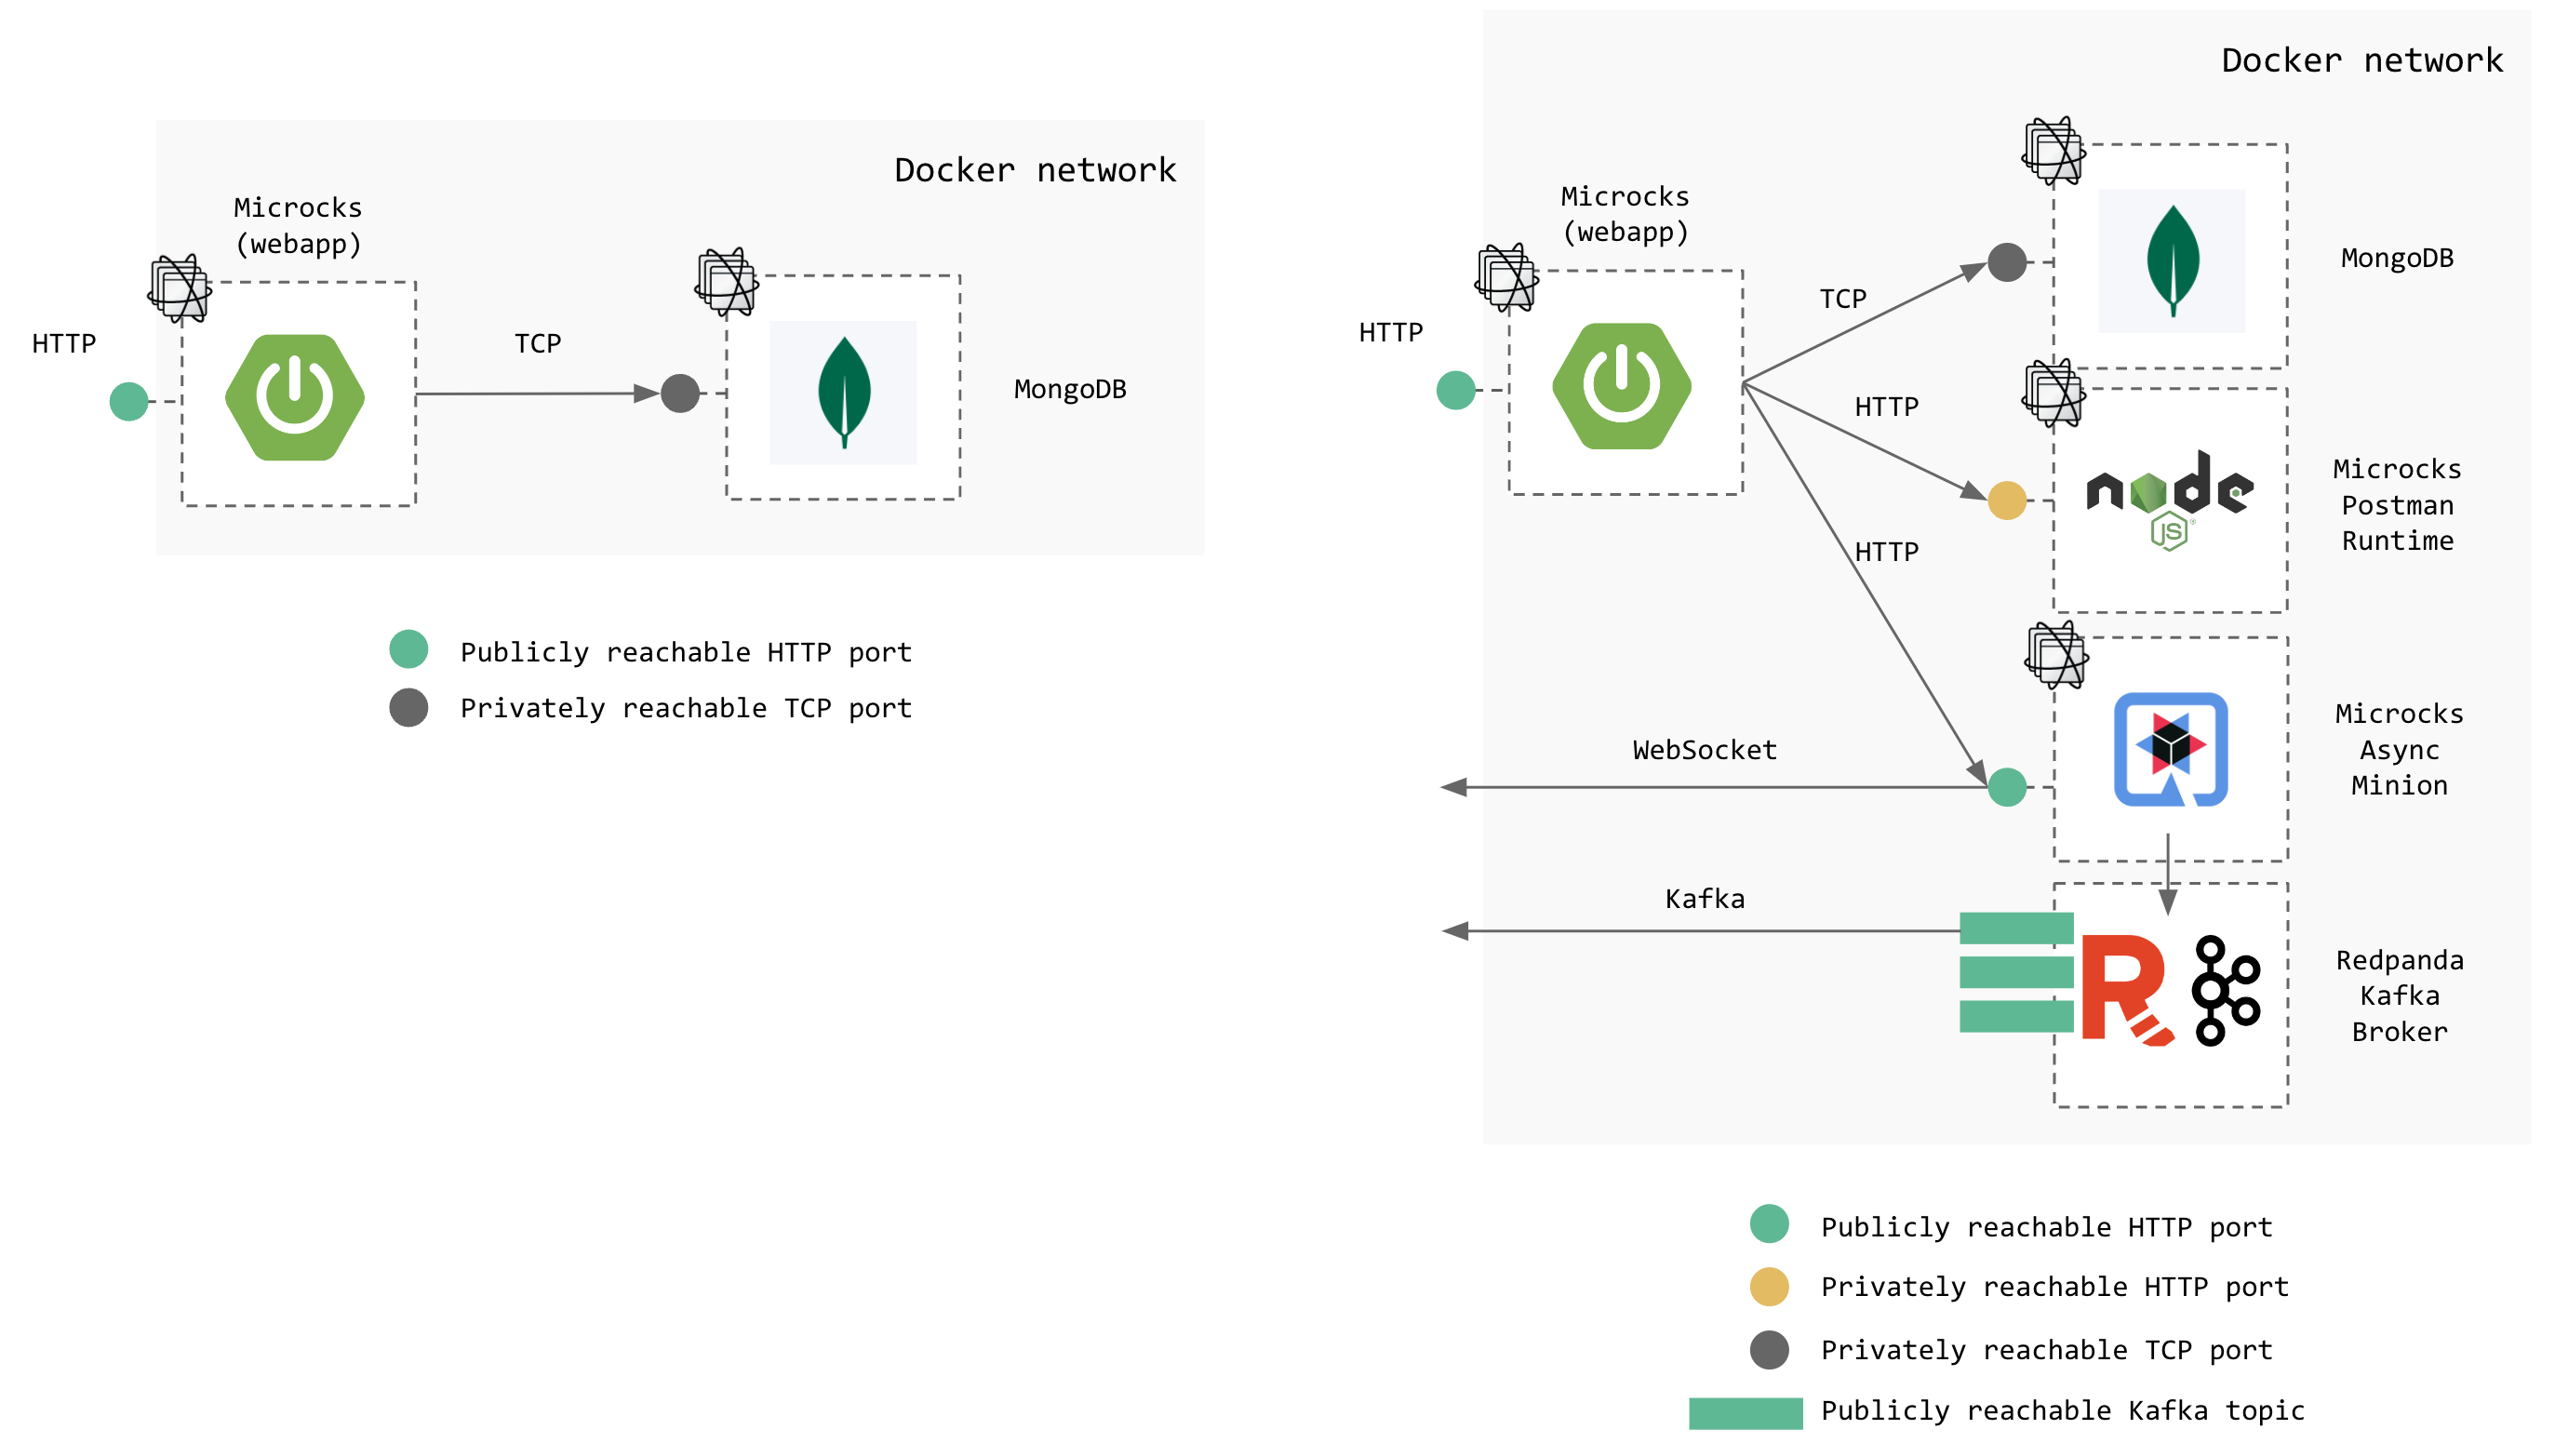 Docker network
Microcks
(webapp)
HTTP
TCP
MongoDB
Publicly reachable HTTP port
Privately reachable TCP port
Docker network
Microcks
(webapp)
HTTP
TCP
MongoDB
HTTP
node
JS
Microcks
Postman
Runtime
HTTP
Microcks
Async
Minion
WebSocket
Kafka
Redpanda
Kafka
Broker
Publicly reachable HTTP port
Privately reachable HTTP port
Privately reachable TCP port
Publicly reachable Kafka topic